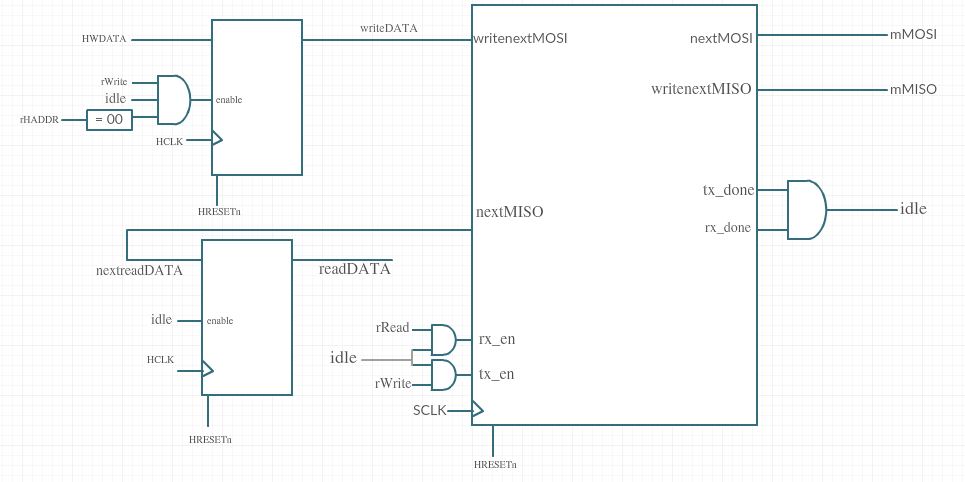 HWDATA
writeDATA
writenextMOSI
nextMOSI
mMOSI
rWrite
idle
enable
rHADDR
= 00
HCLK
HRESETn
writenextMISO
mMISO
tx_done
rx_done
idle
nextMISO
nextreadDATA
readDATA
idle
enable
HCLK
HRESETn
rRead
rx_en
idle
tx_en
rWrite
SCLK
HRESETn